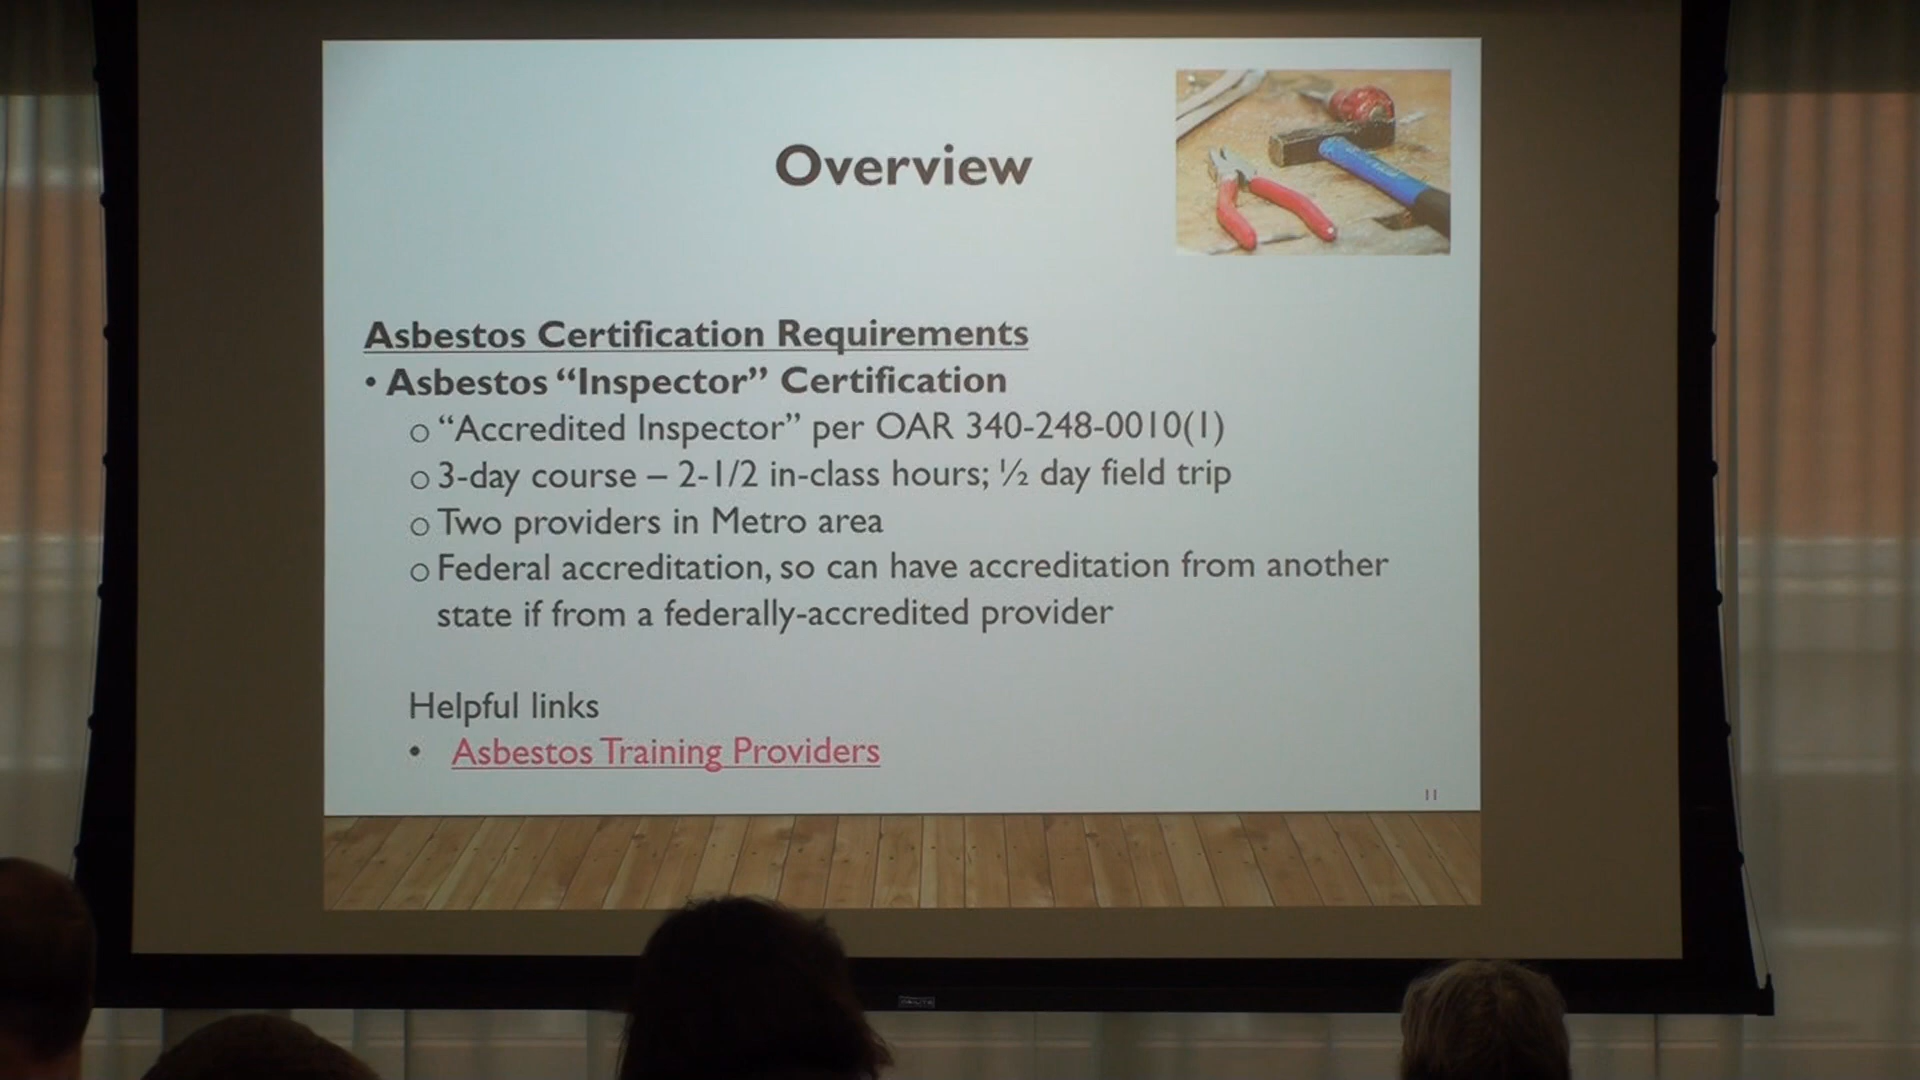 Overview
Asbestos Certification Requirements
• Asbestos “Inspector” Certification
o “Accredited Inspector” per OAR 340-248-0010(1)
o 3-day course – 2-1/2 in-class hours; ½ day field trip
o Two providers in Metro area
o Federal accreditation, so can have accreditation from another
state if from a federally-accredited provider
Helpful links
• Asbestos Training Providers
11